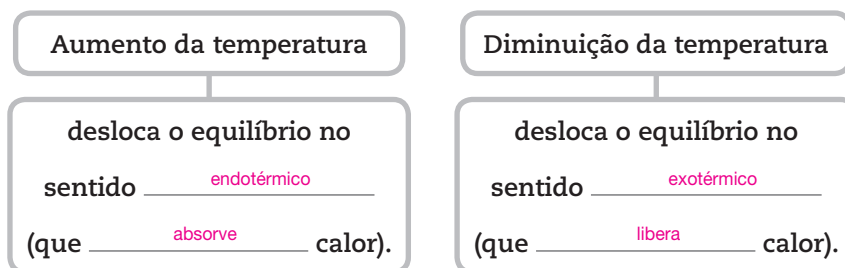 Aumento da temperatura
desloca o equilíbrio no
sentido endotérmico
(que absorve calor).
Diminuição da temperatura
desloca o equilíbrio no
sentido exotérmico
(que libera calor).